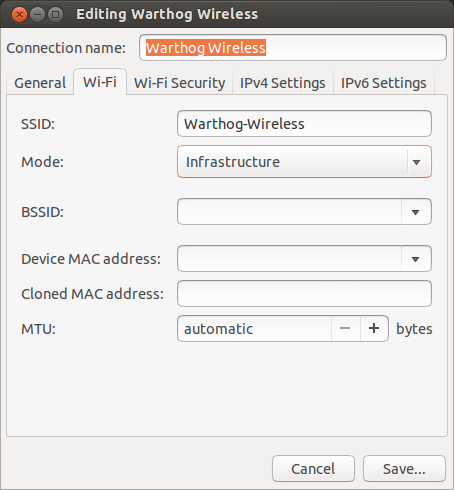 Editing Warthog Wireless
Connection name: Warthog Wireless
General Wi-Fi Wi-Fi Security IPv4 Settings IPv6 Settings
SSID: Warthog-Wireless
Mode: Infrastructure
BSSID:
Device MAC address:
Cloned MAC address:
MTU: automatic − + bytes
Cancel Save...